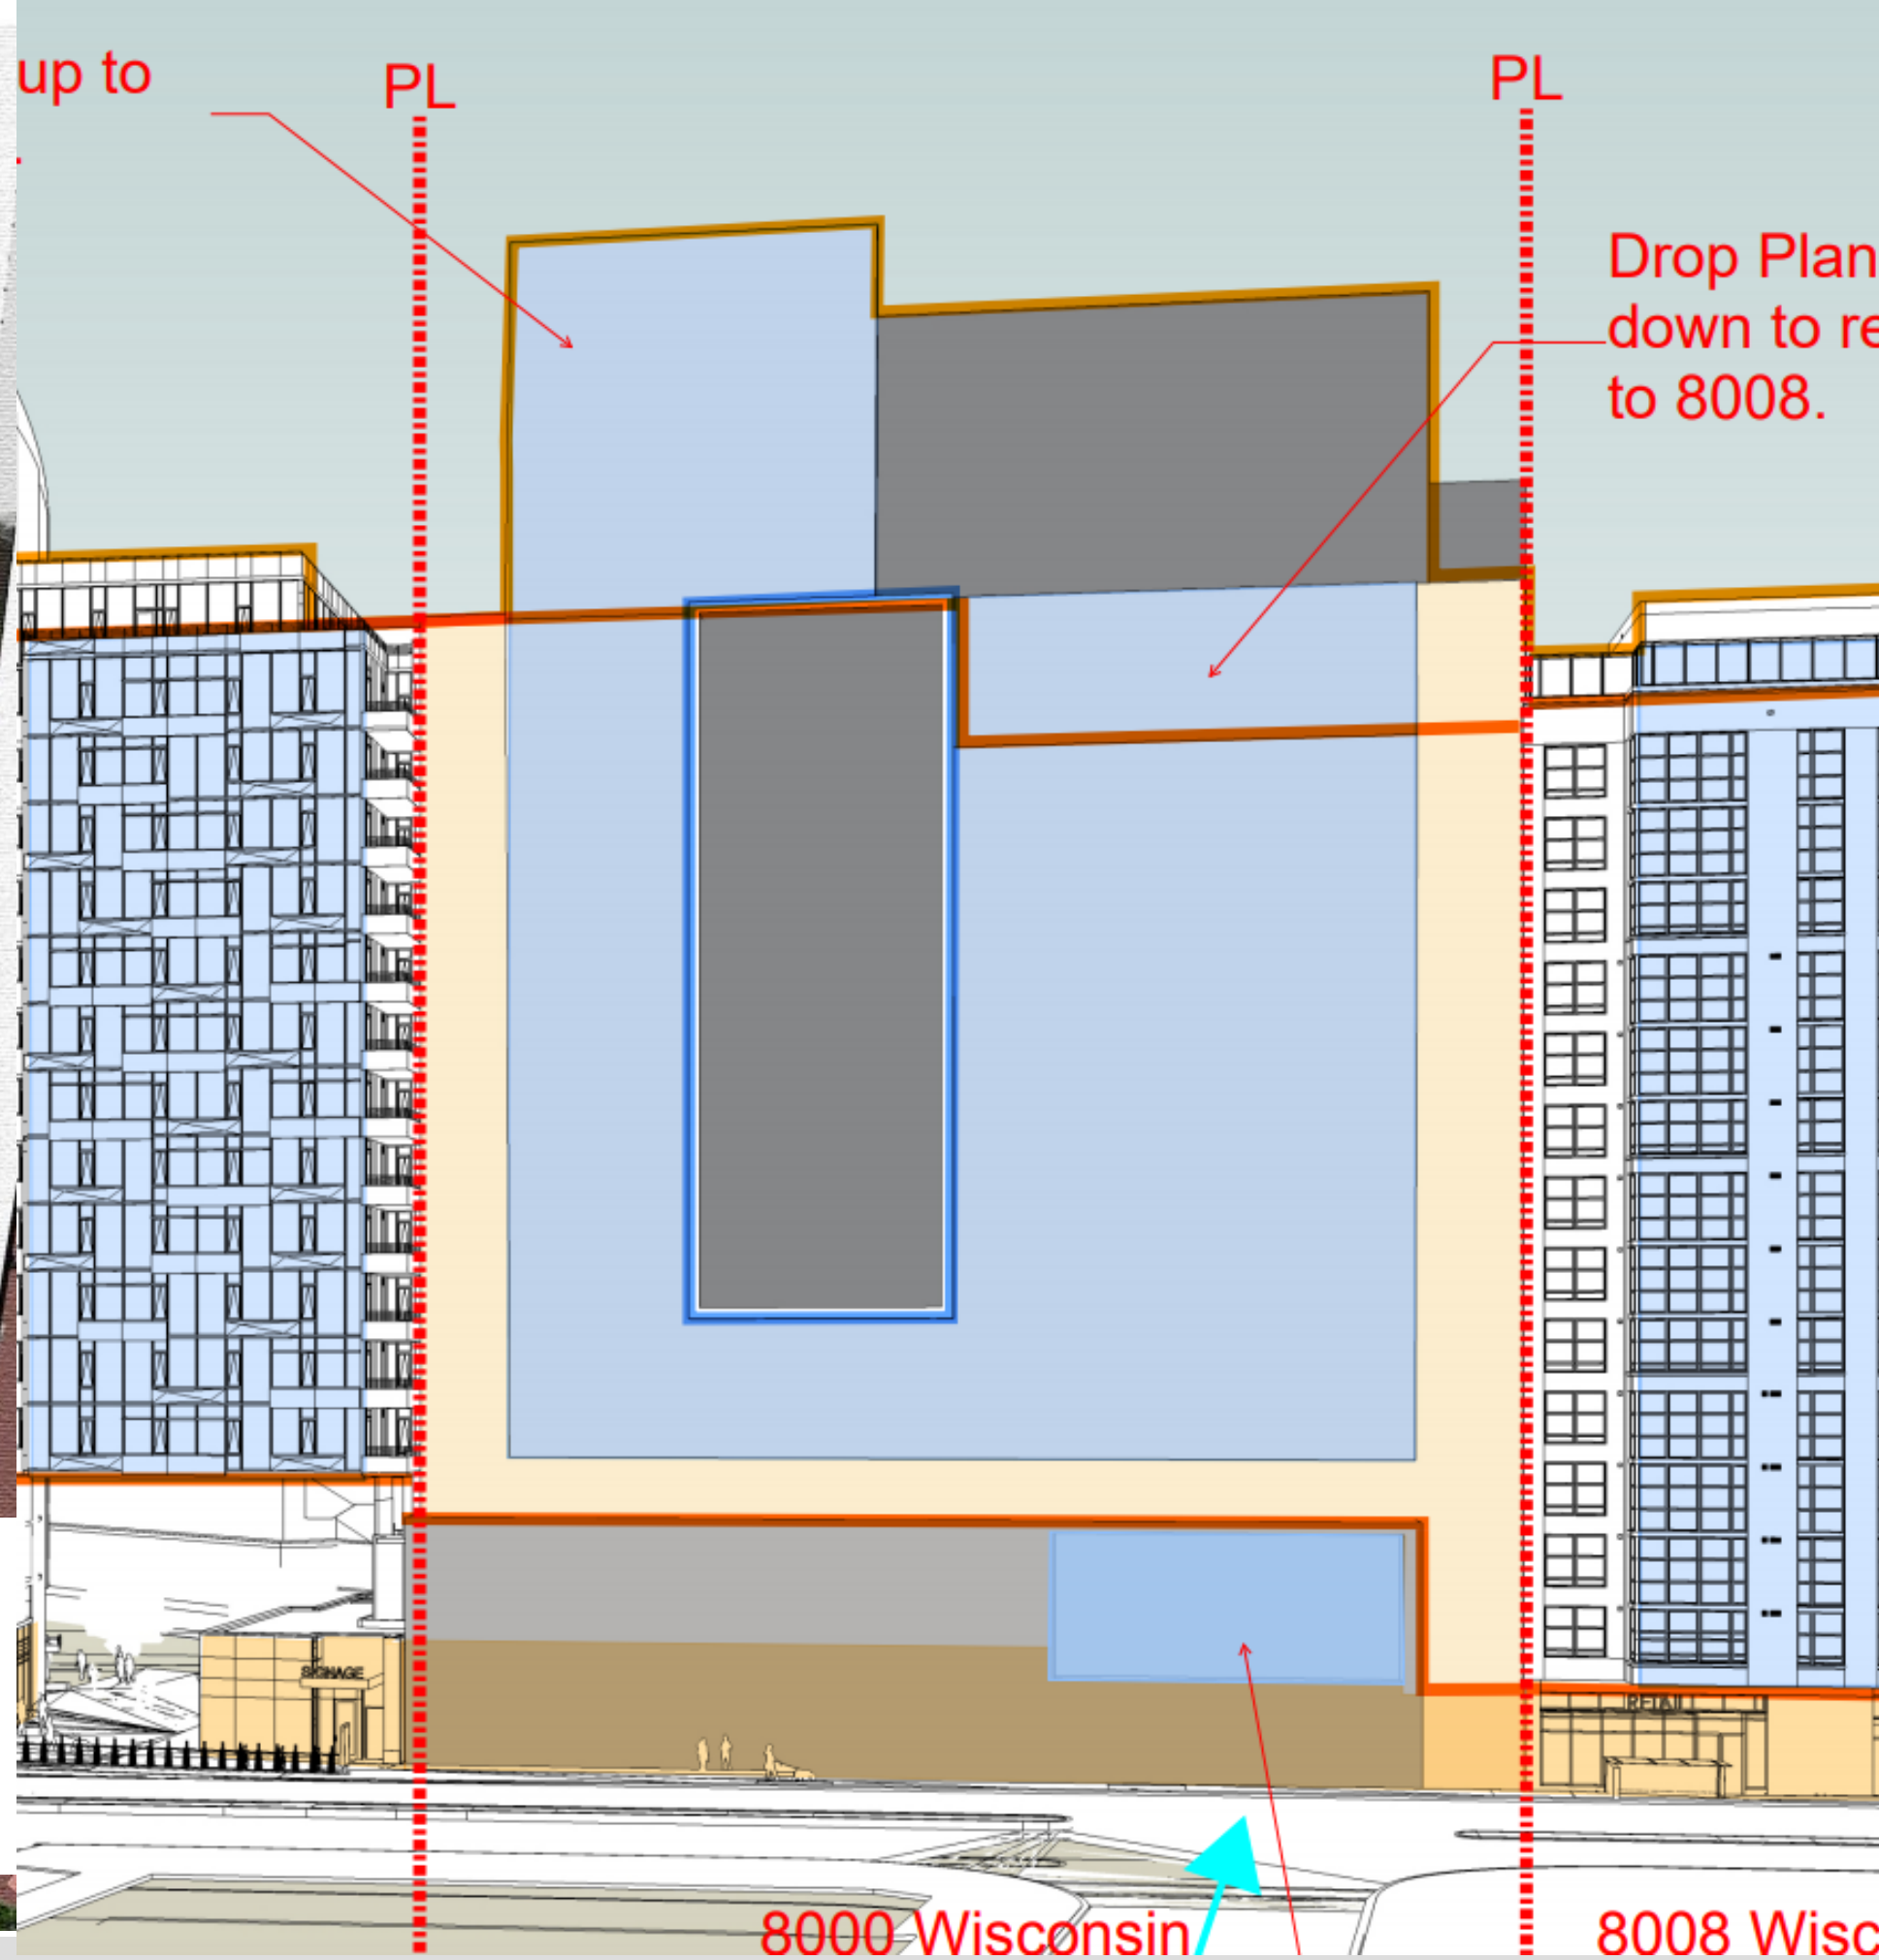 up to
PL
PL
Drop Plan
down to re
to 8008.
SIGNAGE
RETAIL
8000 Wisconsin
8008 Wisc